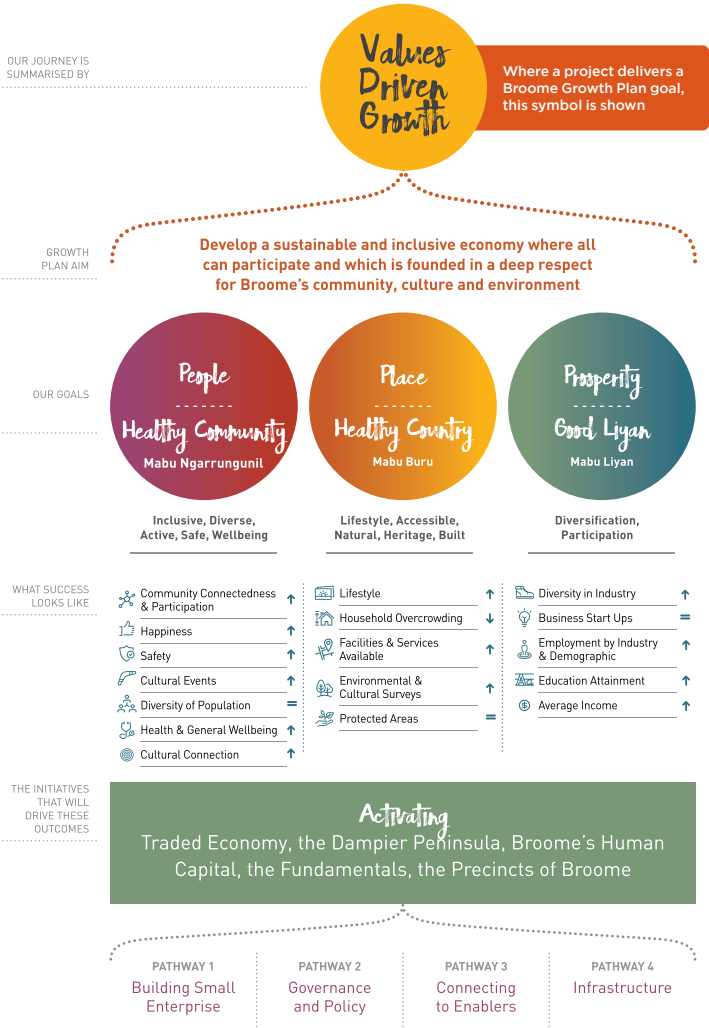 OUR JOURNEY IS
SUMMARISED BY
Values
Driven
Growth
Where a project delivers a
Broome Growth Plan goal,
this symbol is shown
GROWTH
PLAN AIM
Develop a sustainable and inclusive economy where all
can participate and which is founded in a deep respect
for Broome's community, culture and environment
OUR GOALS
People
Healthy Community
Mabu Ngarrungunil
Place
Healthy Country
Mabu Buru
Prosperity
Good Liyan
Mabu Liyan
Inclusive, Diverse,
Active, Safe, Wellbeing
Lifestyle, Accessible,
Natural, Heritage, Built
Diversification,
Participation
WHAT SUCCESS
LOOKS LIKE
Community Connectedness
& Participation
Happiness
Safety
Cultural Events
Diversity of Population
Health & General Wellbeing
Cultural Connection
Lifestyle
Household Overcrowding
Facilities & Services
Available
Environmental &
Cultural Surveys
Protected Areas
Diversity in Industry
Business Start Ups
Employment by Industry
& Demographic
Education Attainment
Average Income
THE INITIATIVES
THAT WILL
DRIVE THESE
OUTCOMES
Activating
Traded Economy, the Dampier Peninsula, Broome's Human
Capital, the Fundamentals, the Precincts of Broome
PATHWAY 1
Building Small
Enterprise
PATHWAY 2
Governance
and Policy
PATHWAY 3
Connecting
to Enablers
PATHWAY 4
Infrastructure